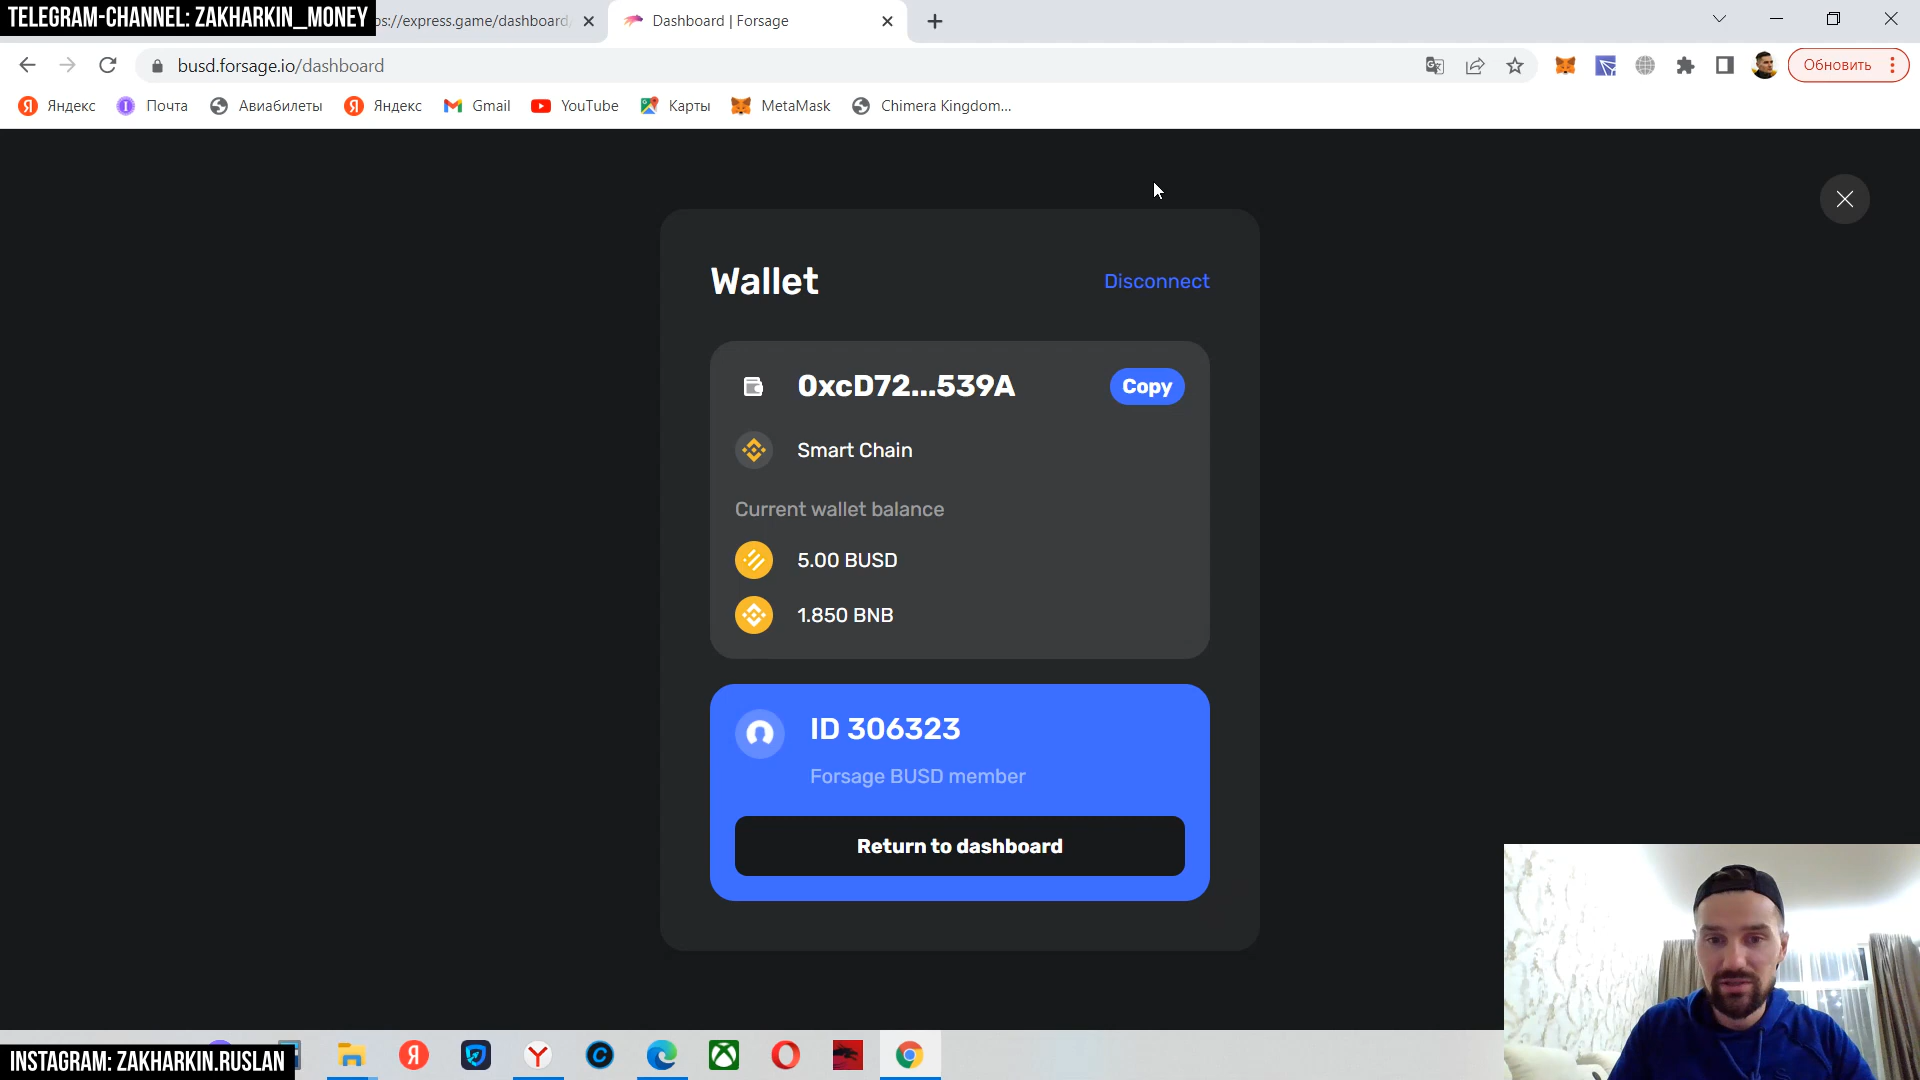 TELEGRAM-CHANNEL: ZAKHARKIN_MONEY
ps://express.game/dashboard/
Dashboard | Forsage
busd.forsage.io/dashboard
Обновить
Яндекс
Почта
Авиабилеты
Яндекс
Gmail
YouTube
Карты
MetaMask
Chimera Kingdom...
Wallet
Disconnect
0xcD72...539A
Copy
Smart Chain
Current wallet balance
5.00 BUSD
1.850 BNB
ID 306323
Forsage BUSD member
Return to dashboard
INSTAGRAM: ZAKHARKIN.RUSLAN